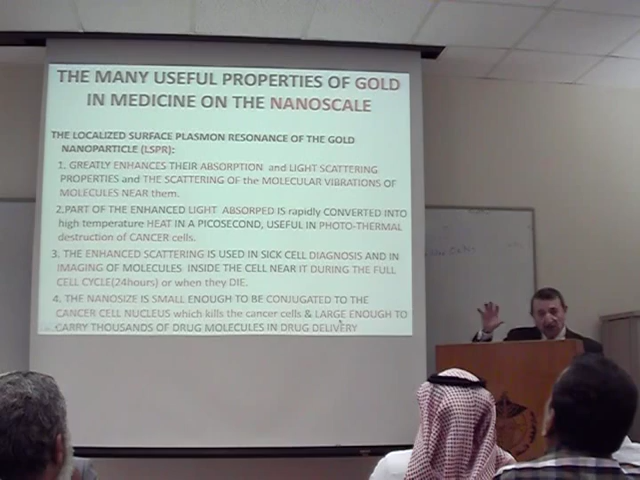 THE MANY USEFUL PROPERTIES OF GOLD
IN MEDICINE ON THE NANOSCALE
THE LOCALIZED SURFACE PLASMON RESONANCE OF THE GOLD
NANOPARTICLE (LSPR):
1. GREATLY ENHANCES THEIR ABSORPTION and LIGHT SCATTERING
PROPERTIES and THE SCATTERING of the MOLECULAR VIBRATIONS OF
MOLECULES NEAR them.
2.PART OF THE ENHANCED LIGHT ABSORPED is rapidly CONVERTED INTO
high temperature HEAT IN A PICOSECOND, USEFUL IN PHOTO-THERMAL
destruction of CANCER cells.
3. THE ENHANCED SCATTERING IS USED IN SICK CELL DIAGNOSIS AND IN
IMAGING OF MOLECULES INSIDE THE CELL NEAR IT DURING THE FULL
CELL CYCLE(24hours) or when they DIE.
4. THE NANOSIZE IS SMALL ENOUGH TO BE CONJUGATED TO THE
CANCER CELL NUCLEUS which kills the cancer cells & LARGE ENOUGH TO
CARRY THOUSANDS OF DRUG MOLECULES IN DRUG DELIVERY